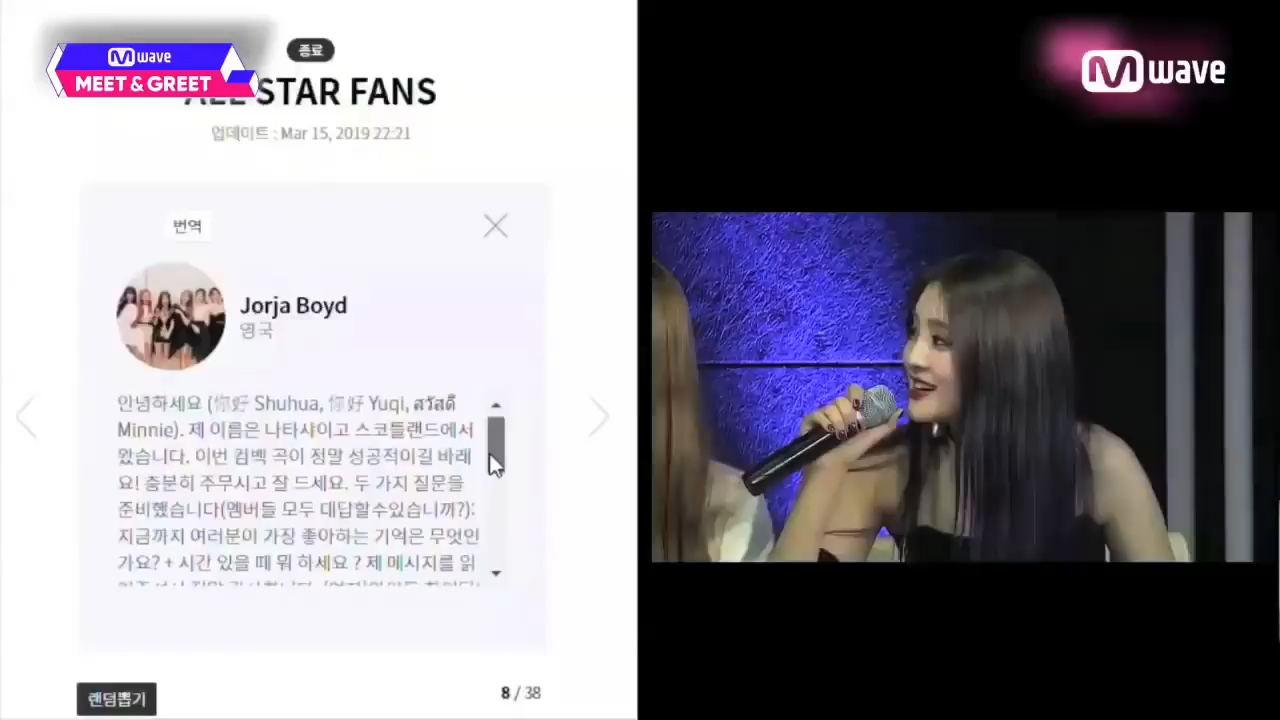 M wave
MEET & GREET
종료
ALL STAR FANS
업데이트 : Mar 15, 2019 22:21
번역
Jorja Boyd
영국
안녕하세요 (你好 Shuhua, 你好 Yuqi, สวัสดี
Minnie). 제 이름은 나타샤이고 스코틀랜드에서
왔습니다. 이번 컴백 곡이 정말 성공적이길 바래
요! 충분히 주무시고 잘 드세요. 두 가지 질문을
준비했습니다(멤버들 모두 대답할수있습니까?):
지금까지 여러분이 가장 좋아하는 기억은 무엇인
가요? + 시간 있을 때 뭐 하세요 ? 제 메시지를 읽
랜덤뽑기
8 / 38
M wave